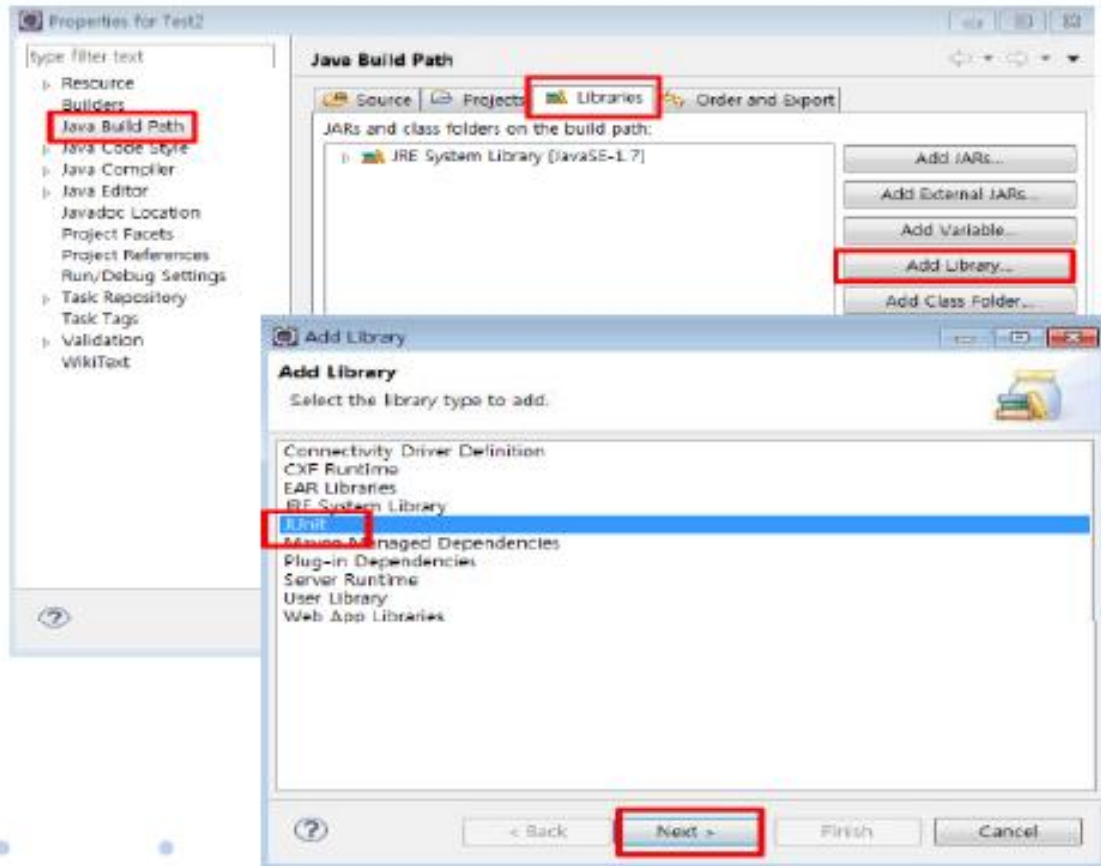 Properties for Test2
type filter text
Resource
Builders
Java Build Path
Java Code Style
Java Compiler
Java Editor
Javadoc Location
Project Facets
Project References
Run/Debug Settings
Task Repository
Task Tags
Validation
WikiText
Java Build Path
Source Projects Libraries Order and Export
JARs and class folders on the build path:
JRE System Library [JavaSE-1.7]
Add JARs...
Add External JARs...
Add Variable...
Add Library...
Add Class Folder...
Add Library
Add Library
Select the library type to add.
Connectivity Driver Definition
CXF Runtime
EAR Libraries
JRE System Library
JUnit
Maven Managed Dependencies
Plug-in Dependencies
Server Runtime
User Library
Web App Libraries
< Back Next > Finish Cancel